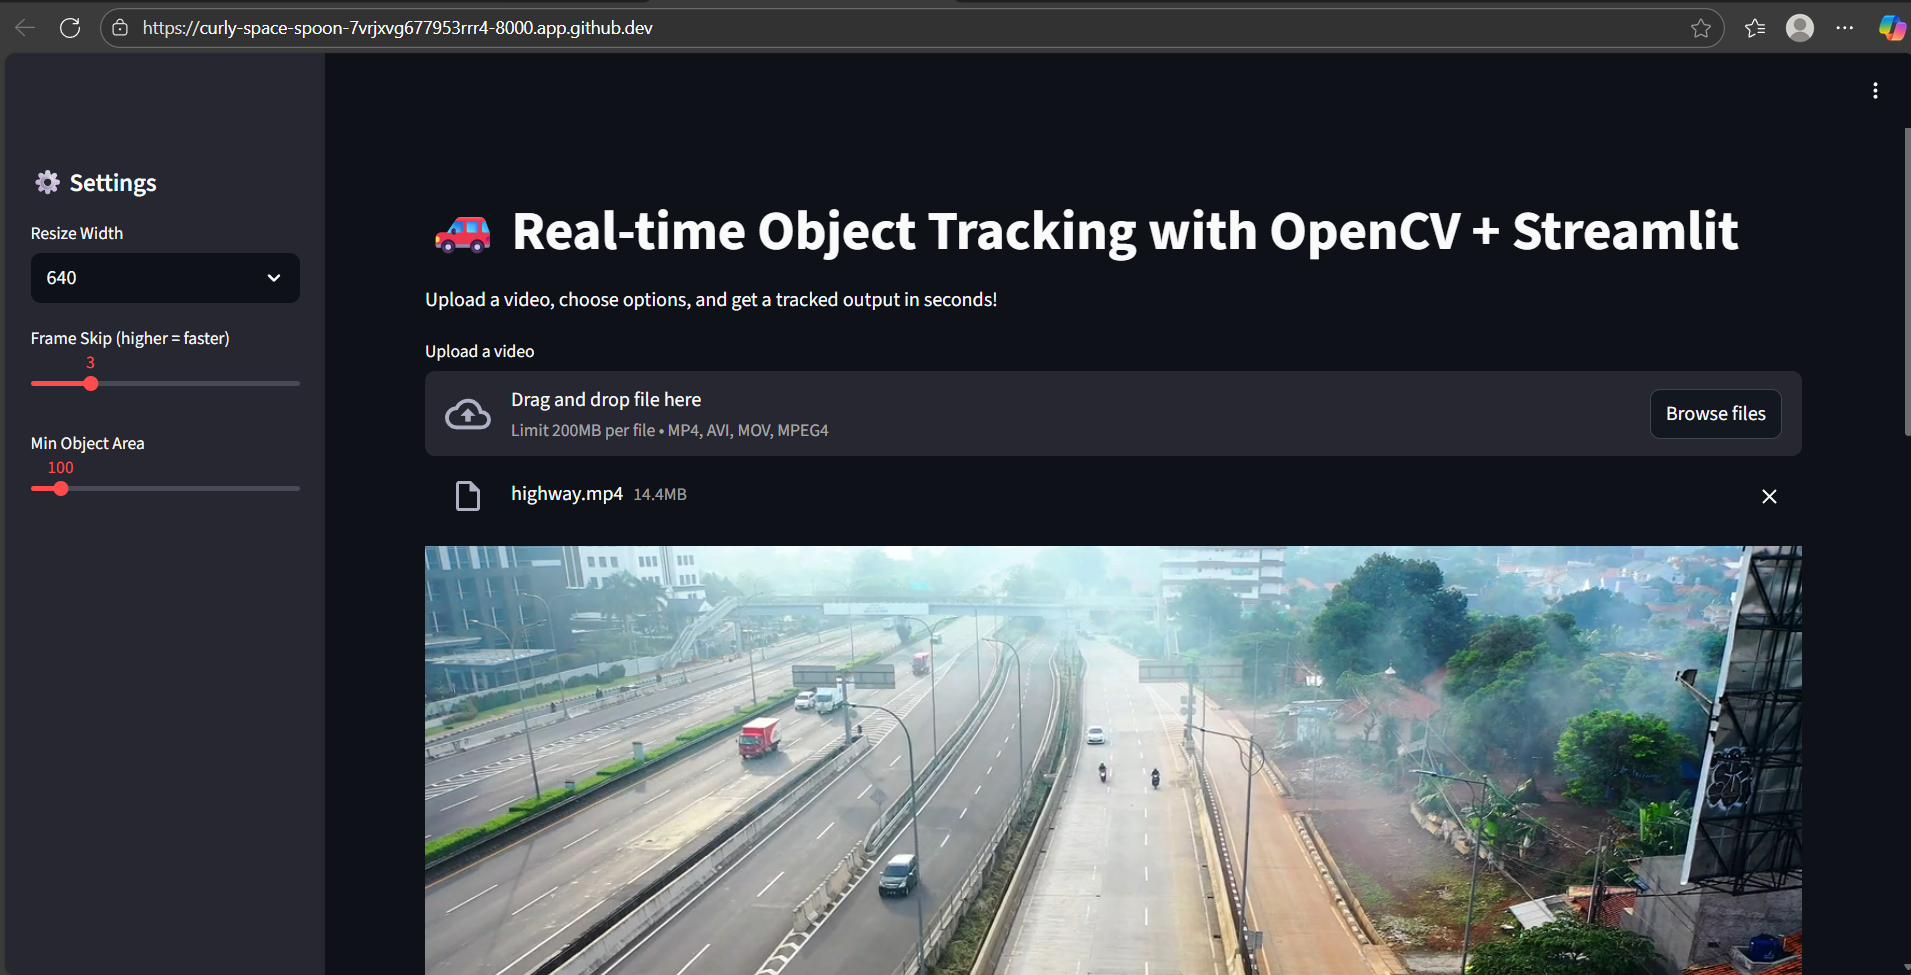 https://curly-space-spoon-7vrjxvg677953rrr4-8000.app.github.dev
Settings
Resize Width
640
Frame Skip (higher = faster)
3
Min Object Area
100
Real-time Object Tracking with OpenCV + Streamlit
Upload a video, choose options, and get a tracked output in seconds!
Upload a video
Drag and drop file here
Limit 200MB per file • MP4, AVI, MOV, MPEG4
Browse files
highway.mp4 14.4MB